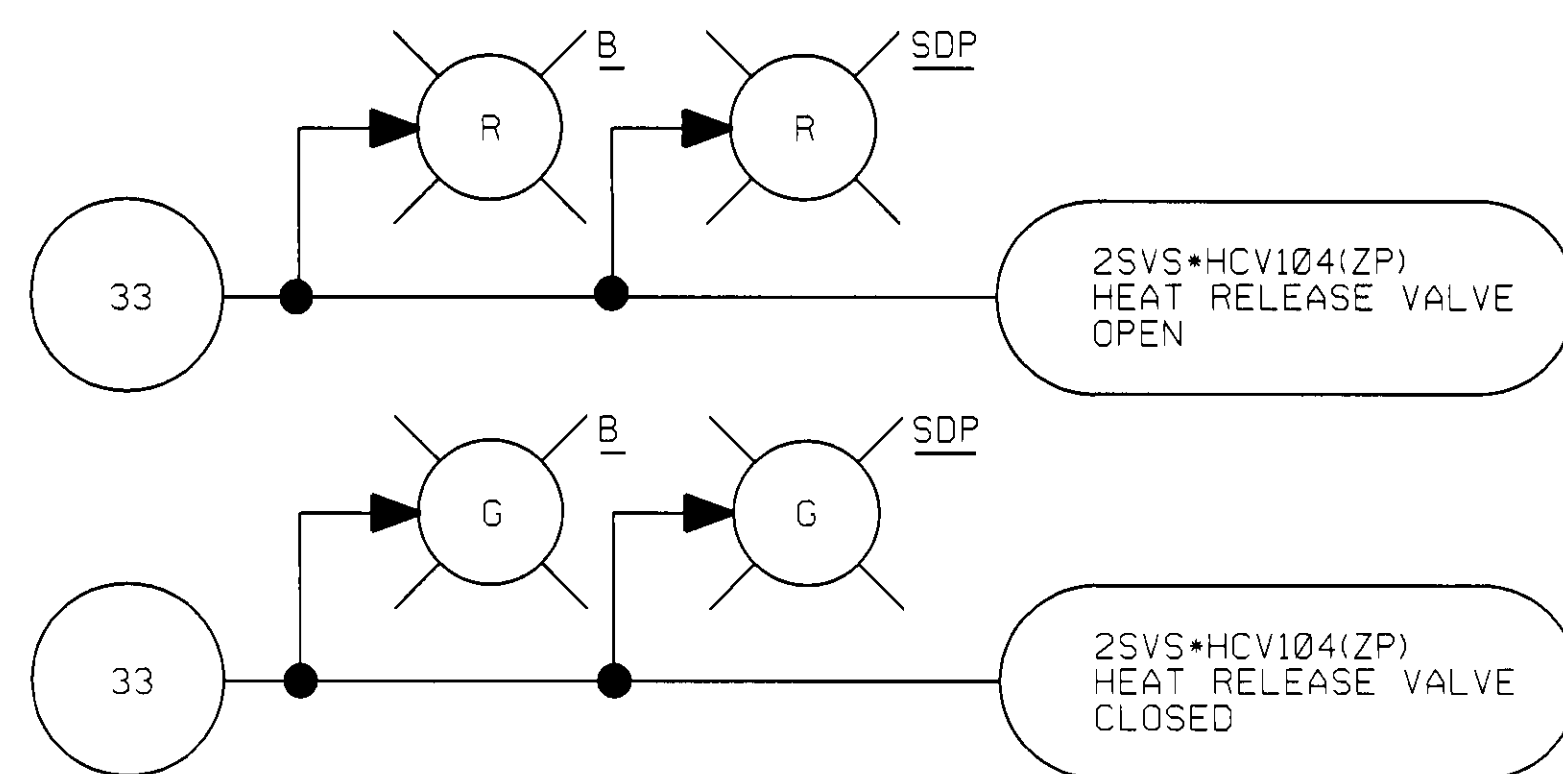 B
SDP
R
R
33
2SVS*HCV104(ZP)
HEAT RELEASE VALVE
OPEN
B
SDP
G
G
33
2SVS*HCV104(ZP)
HEAT RELEASE VALVE
CLOSED